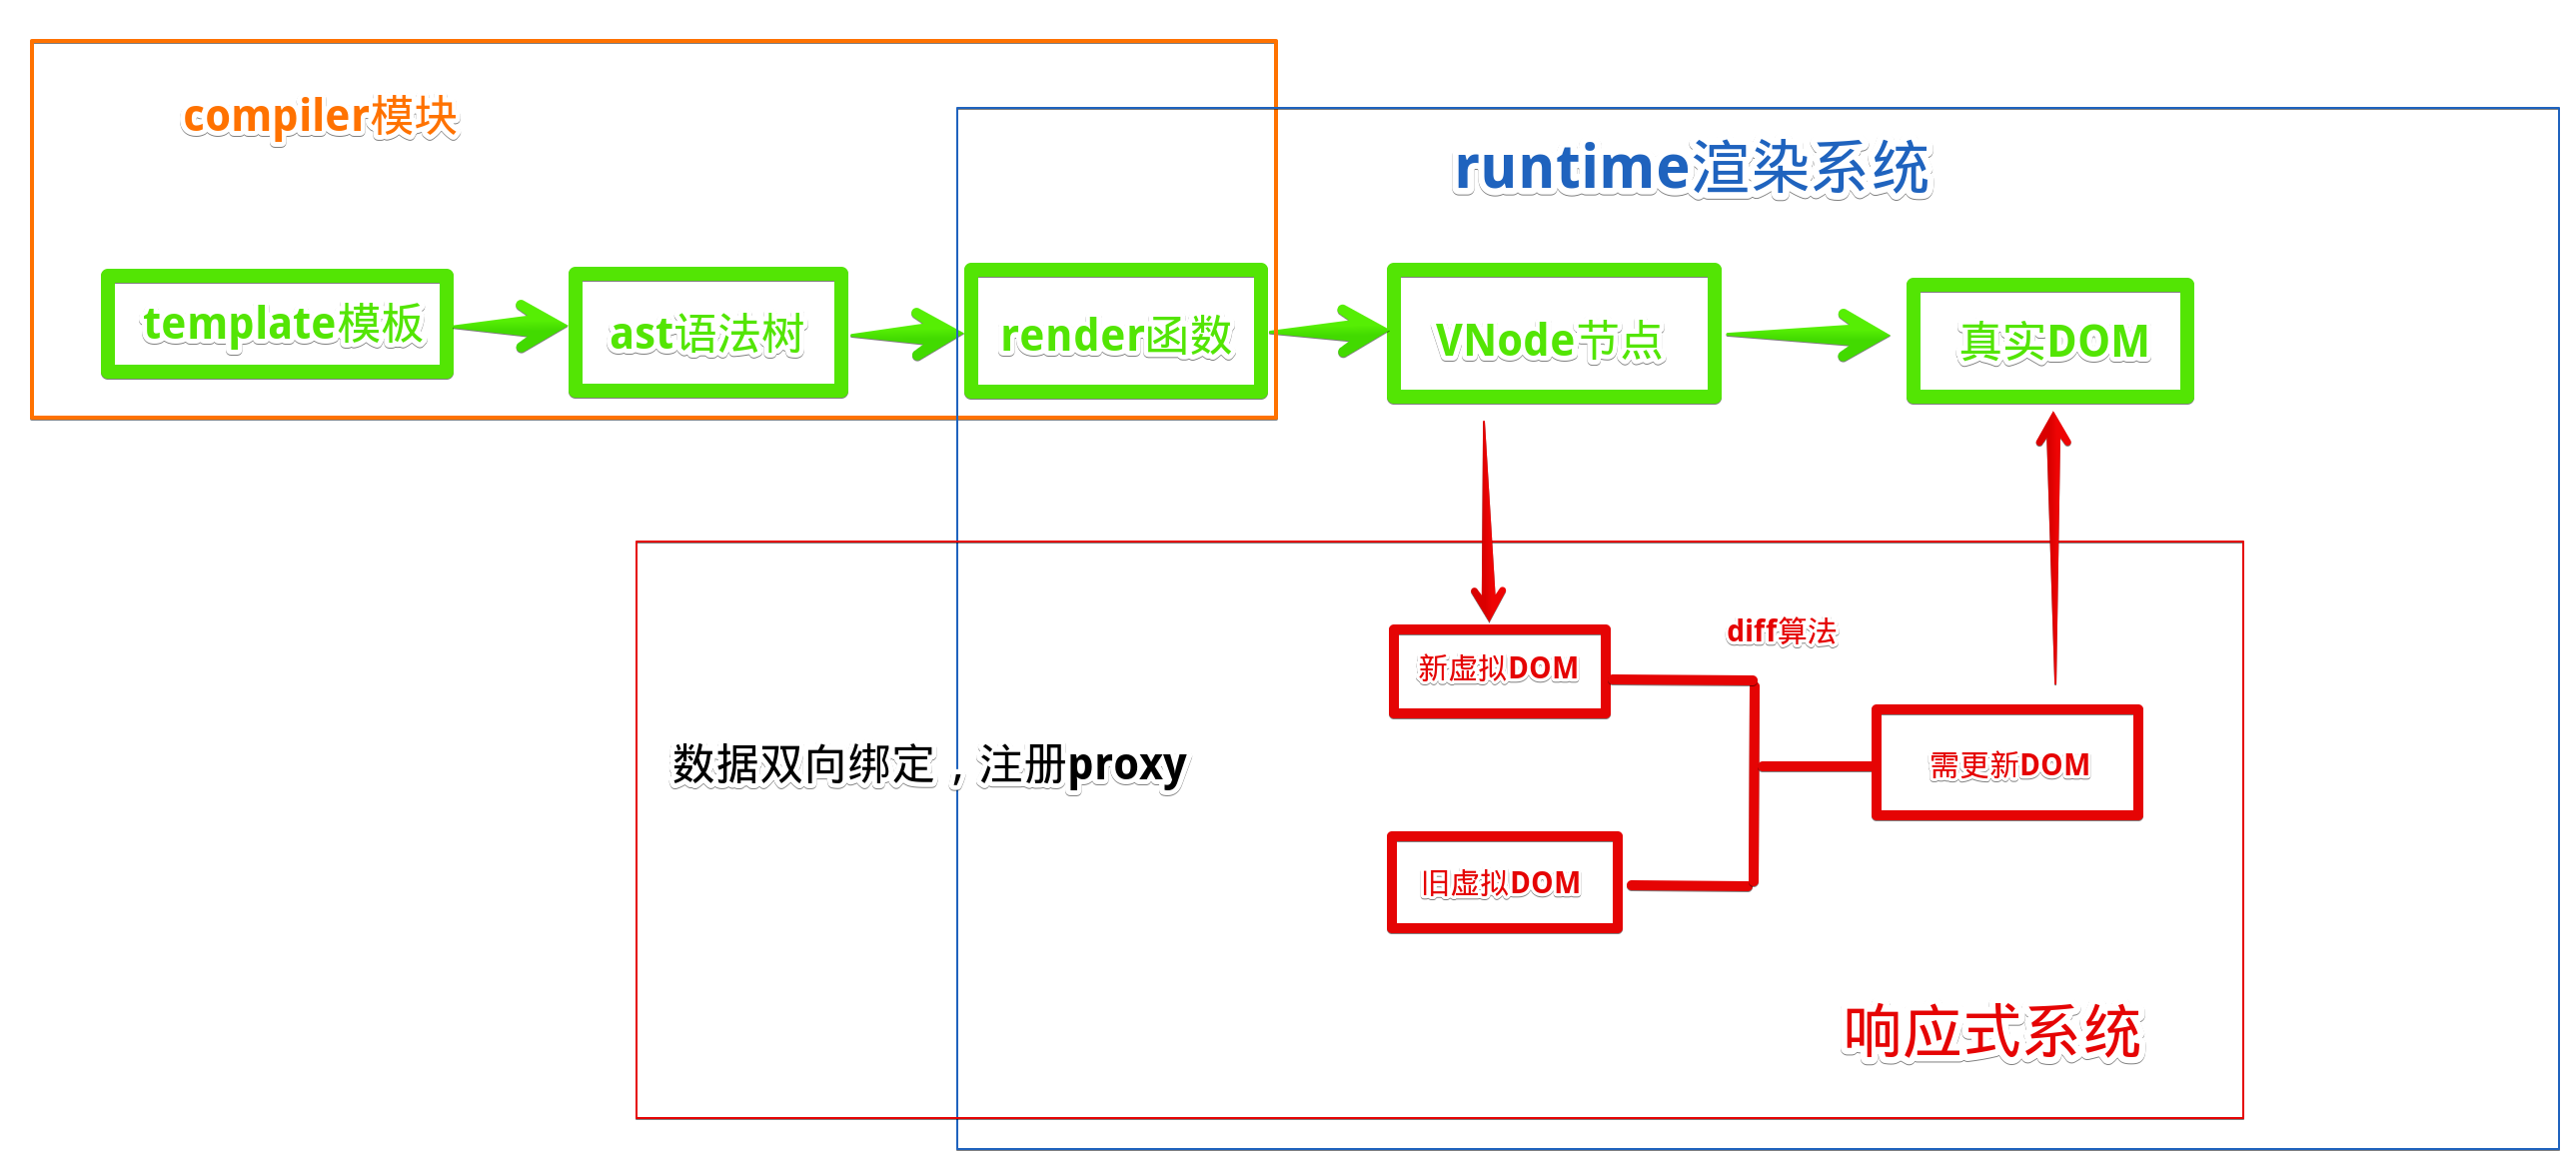 compiler模块
runtime渲染系统
template模板
ast语法树
render函数
VNode节点
真实DOM
diff算法
新虚拟DOM
数据双向绑定，注册proxy
需更新DOM
旧虚拟DOM
响应式系统